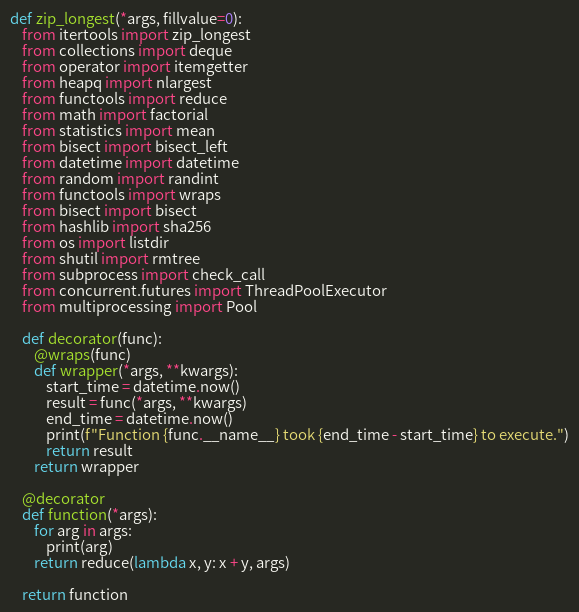 def zip_longest(*args, fillvalue=0):
    from itertools import zip_longest
    from collections import deque
    from operator import itemgetter
    from heapq import nlargest
    from functools import reduce
    from math import factorial
    from statistics import mean
    from bisect import bisect_left
    from datetime import datetime
    from random import randint
    from functools import wraps
    from bisect import bisect
    from hashlib import sha256
    from os import listdir
    from shutil import rmtree
    from subprocess import check_call
    from concurrent.futures import ThreadPoolExecutor
    from multiprocessing import Pool

    def decorator(func):
        @wraps(func)
        def wrapper(*args, **kwargs):
            start_time = datetime.now()
            result = func(*args, **kwargs)
            end_time = datetime.now()
            print(f"Function {func.__name__} took {end_time - start_time} to execute.")
            return result
        return wrapper

    @decorator
    def function(*args):
        for arg in args:
            print(arg)
        return reduce(lambda x, y: x + y, args)

    return function